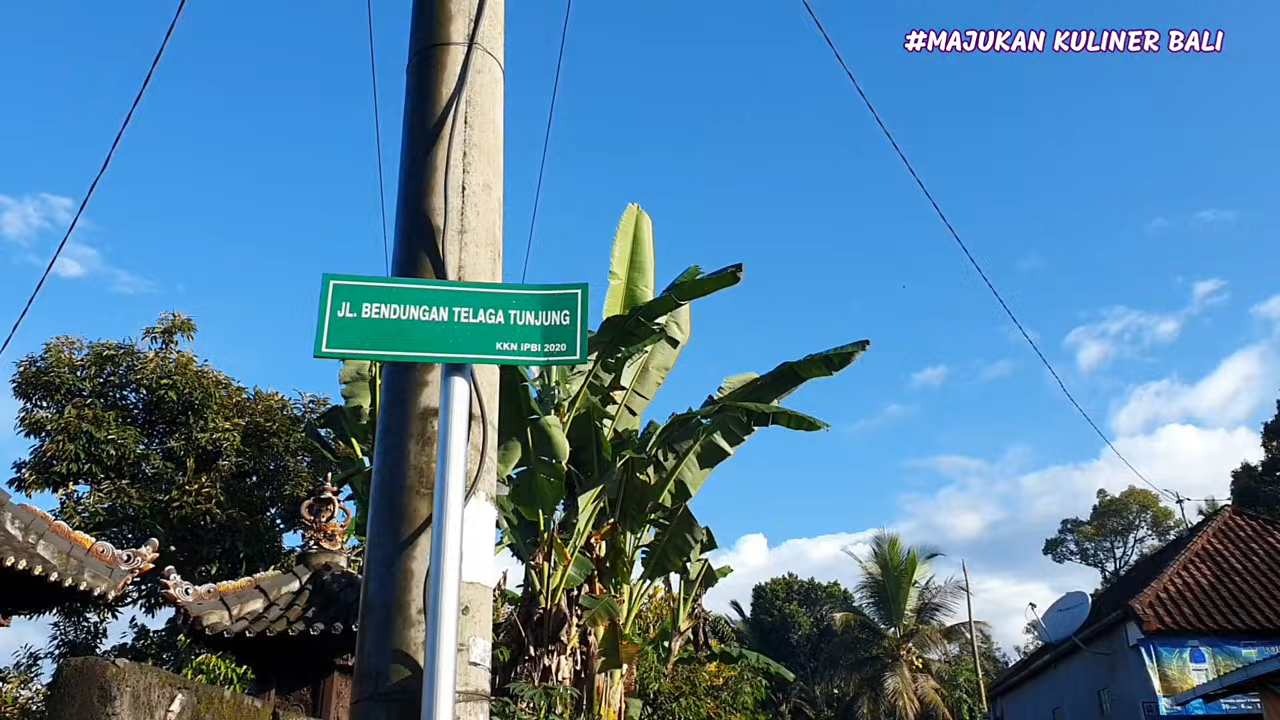 #MAJUKAN KULINER BALI
JL. BENDUNGAN TELAGA TUNJUNG
KKN IPBI 2020